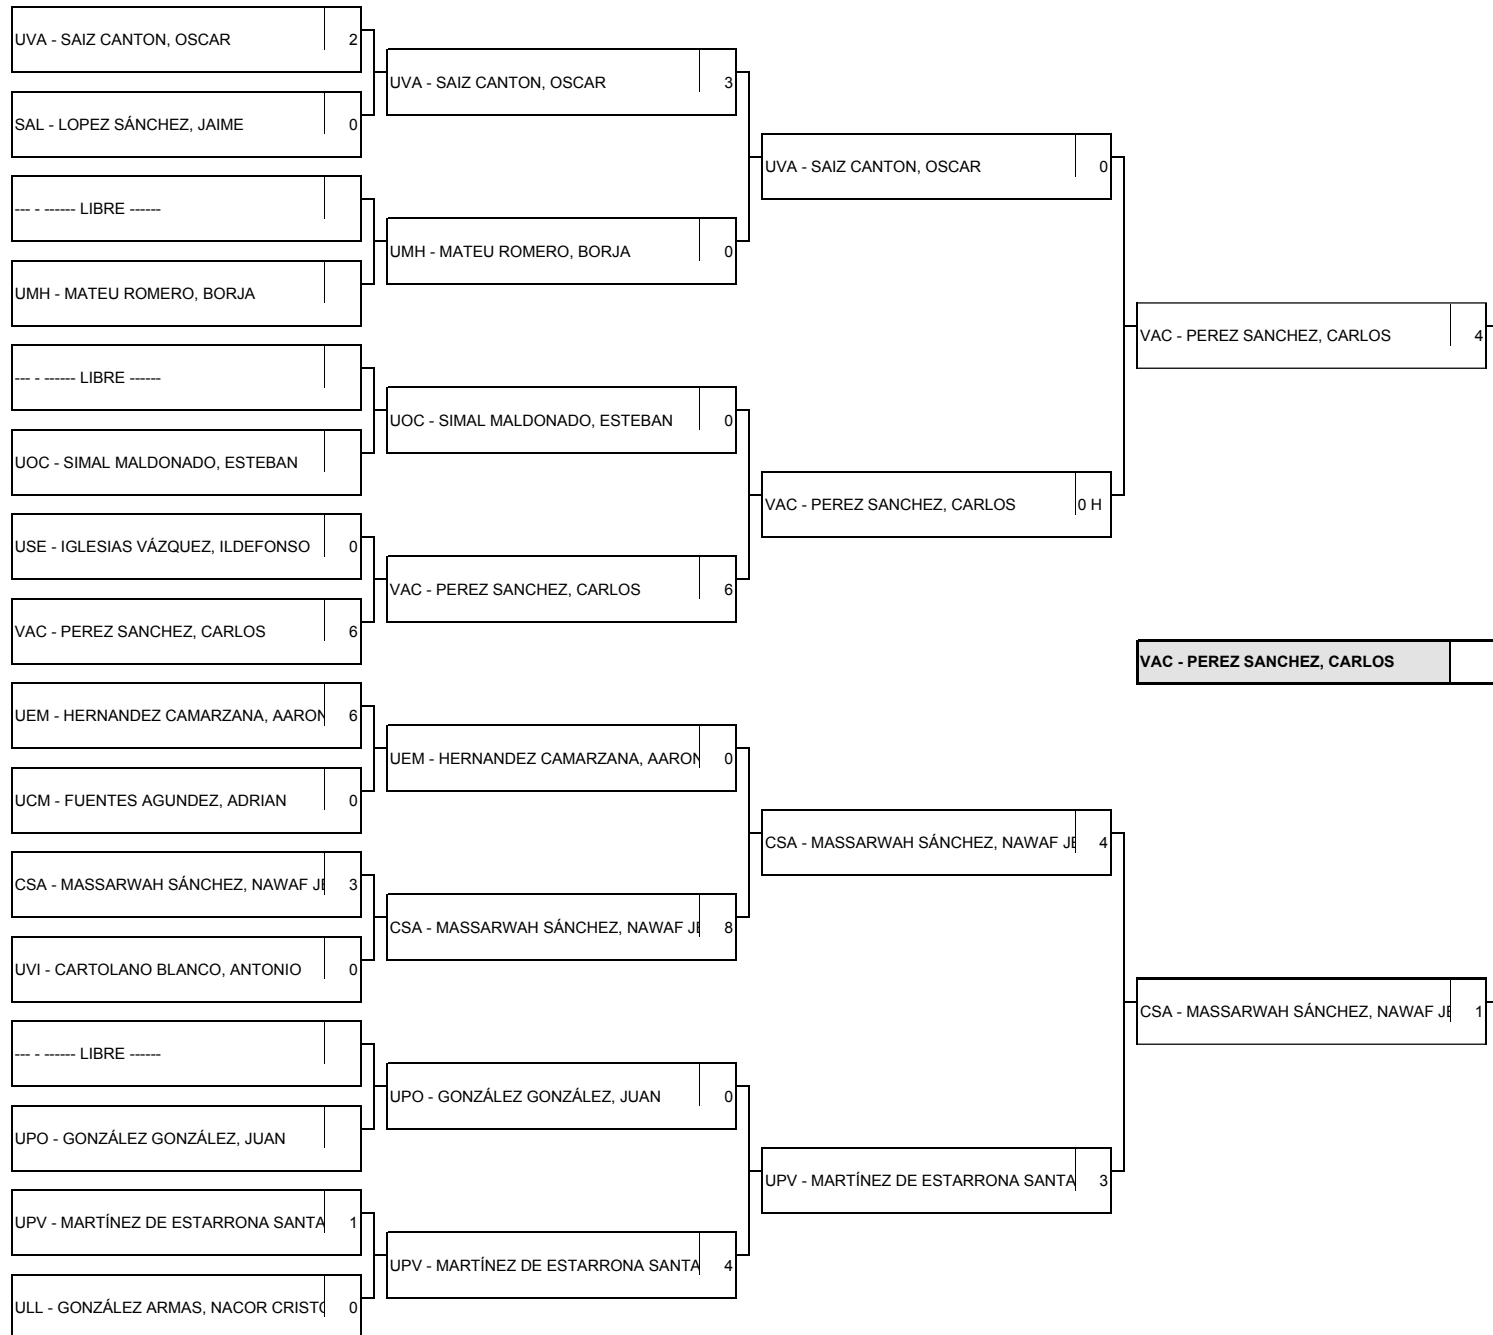 UVA - SAIZ CANTON, OSCAR 2
SAL - LOPEZ SÁNCHEZ, JAIME 0
--- - ------ LIBRE ------
UMH - MATEU ROMERO, BORJA
--- - ------ LIBRE ------
UOC - SIMAL MALDONADO, ESTEBAN
USE - IGLESIAS VÁZQUEZ, ILDEFONSO 0
VAC - PEREZ SANCHEZ, CARLOS 6
UEM - HERNANDEZ CAMARZANA, AARON 6
UCM - FUENTES AGUNDEZ, ADRIAN 0
CSA - MASSARWAH SÁNCHEZ, NAWAF JE 3
UVI - CARTOLANO BLANCO, ANTONIO 0
--- - ------ LIBRE ------
UPO - GONZÁLEZ GONZÁLEZ, JUAN
UPV - MARTÍNEZ DE ESTARRONA SANTA 1
ULL - GONZÁLEZ ARMAS, NACOR CRISTO 0
UVA - SAIZ CANTON, OSCAR 3
UMH - MATEU ROMERO, BORJA 0
UOC - SIMAL MALDONADO, ESTEBAN 0
VAC - PEREZ SANCHEZ, CARLOS 6
UEM - HERNANDEZ CAMARZANA, AARON 0
CSA - MASSARWAH SÁNCHEZ, NAWAF JE 8
UPO - GONZÁLEZ GONZÁLEZ, JUAN 0
UPV - MARTÍNEZ DE ESTARRONA SANTA 4
UVA - SAIZ CANTON, OSCAR 0
VAC - PEREZ SANCHEZ, CARLOS 0 H
CSA - MASSARWAH SÁNCHEZ, NAWAF JE 4
UPV - MARTÍNEZ DE ESTARRONA SANTA 3
VAC - PEREZ SANCHEZ, CARLOS 4
VAC - PEREZ SANCHEZ, CARLOS
CSA - MASSARWAH SÁNCHEZ, NAWAF JE 1